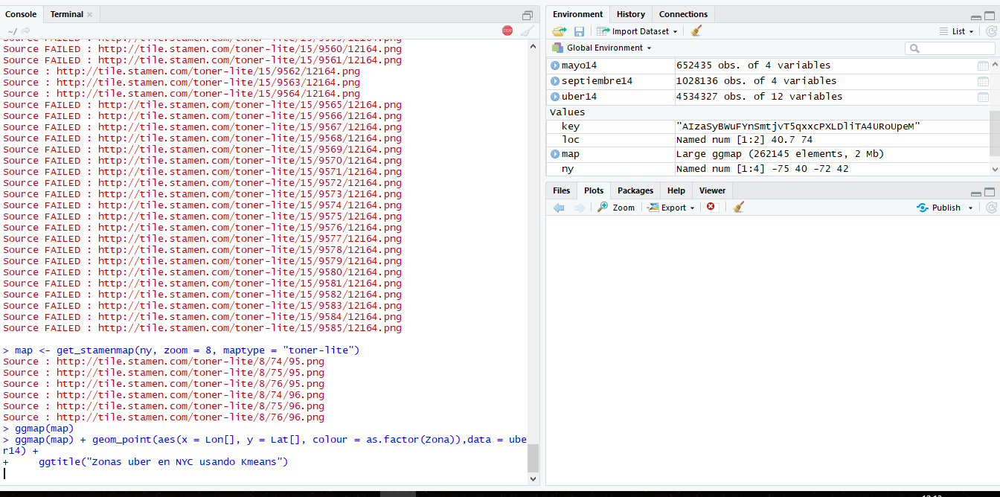 Console
Terminal
~/
Source FAILED : http://tile.stamen.com/toner-lite/15/9559/12164.png
Source FAILED : http://tile.stamen.com/toner-lite/15/9560/12164.png
Source FAILED : http://tile.stamen.com/toner-lite/15/9561/12164.png
Source : http://tile.stamen.com/toner-lite/15/9562/12164.png
Source : http://tile.stamen.com/toner-lite/15/9563/12164.png
Source : http://tile.stamen.com/toner-lite/15/9564/12164.png
Source FAILED : http://tile.stamen.com/toner-lite/15/9565/12164.png
Source FAILED : http://tile.stamen.com/toner-lite/15/9566/12164.png
Source FAILED : http://tile.stamen.com/toner-lite/15/9567/12164.png
Source FAILED : http://tile.stamen.com/toner-lite/15/9568/12164.png
Source FAILED : http://tile.stamen.com/toner-lite/15/9569/12164.png
Source FAILED : http://tile.stamen.com/toner-lite/15/9570/12164.png
Source FAILED : http://tile.stamen.com/toner-lite/15/9571/12164.png
Source FAILED : http://tile.stamen.com/toner-lite/15/9572/12164.png
Source FAILED : http://tile.stamen.com/toner-lite/15/9573/12164.png
Source FAILED : http://tile.stamen.com/toner-lite/15/9574/12164.png
Source FAILED : http://tile.stamen.com/toner-lite/15/9575/12164.png
Source FAILED : http://tile.stamen.com/toner-lite/15/9576/12164.png
Source FAILED : http://tile.stamen.com/toner-lite/15/9577/12164.png
Source FAILED : http://tile.stamen.com/toner-lite/15/9578/12164.png
Source FAILED : http://tile.stamen.com/toner-lite/15/9579/12164.png
Source FAILED : http://tile.stamen.com/toner-lite/15/9580/12164.png
Source FAILED : http://tile.stamen.com/toner-lite/15/9581/12164.png
Source FAILED : http://tile.stamen.com/toner-lite/15/9582/12164.png
Source FAILED : http://tile.stamen.com/toner-lite/15/9583/12164.png
Source FAILED : http://tile.stamen.com/toner-lite/15/9584/12164.png
Source FAILED : http://tile.stamen.com/toner-lite/15/9585/12164.png
> map <- get_stamenmap(ny, zoom = 8, maptype = "toner-lite")
Source : http://tile.stamen.com/toner-lite/8/74/95.png
Source : http://tile.stamen.com/toner-lite/8/75/95.png
Source : http://tile.stamen.com/toner-lite/8/76/95.png
Source : http://tile.stamen.com/toner-lite/8/74/96.png
Source : http://tile.stamen.com/toner-lite/8/75/96.png
Source : http://tile.stamen.com/toner-lite/8/76/96.png
> ggmap(map)
> ggmap(map) + geom_point(aes(x = Lon[], y = Lat[], colour = as.factor(Zona)),data = ube
r14) +
+     ggtitle("Zonas uber en NYC usando Kmeans")
Environment
History
Connections
Import Dataset
List
Global Environment
mayo14 652435 obs. of 4 variables
septiembre14 1028136 obs. of 4 variables
uber14 4534327 obs. of 12 variables
Values
key "AIzaSyBWuFYnSmtjvT5qxxcPXLDliTA4URoUpeM"
loc Named num [1:2] 40.7 74
map Large ggmap (262145 elements, 2 Mb)
ny Named num [1:4] -75 40 -72 42
Files
Plots
Packages
Help
Viewer
Zoom
Export
Publish